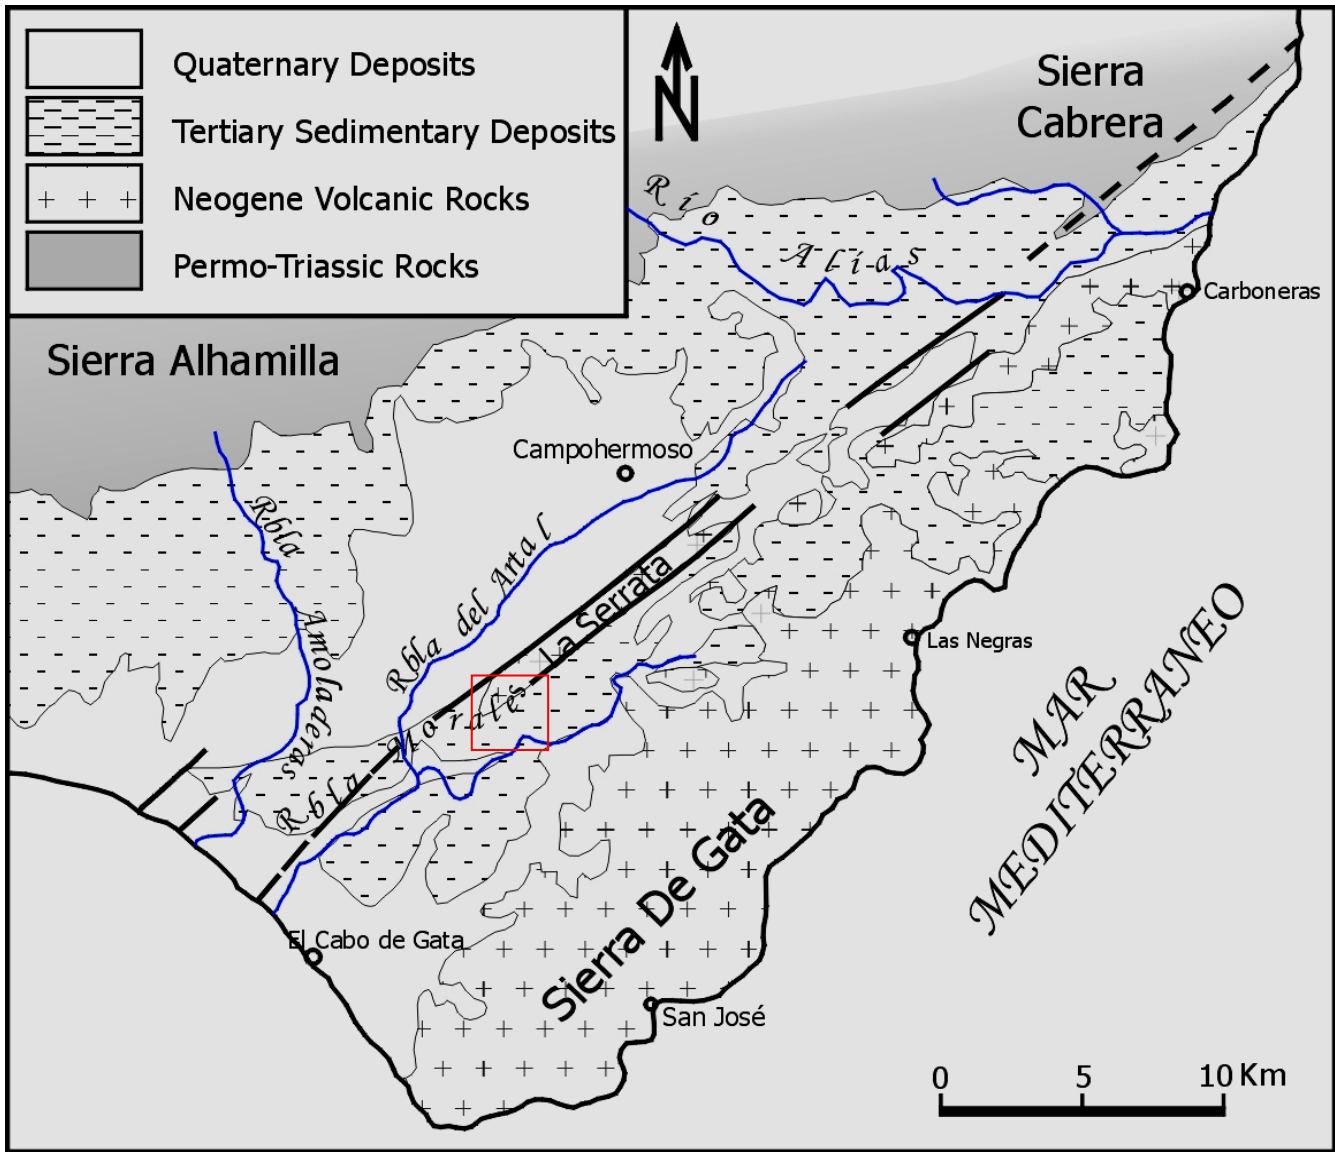 Quaternary Deposits
Tertiary Sedimentary Deposits
Neogene Volcanic Rocks
Permo-Triassic Rocks
N
Sierra
Cabrera
Río
Alías
Carboneras
Sierra Alhamilla
Campohermoso
Rbla
Amoladeras
Rbla del Artal
La Serrata
Rbla Morales
Las Negras
MAR
MEDITERRANEO
Sierra De Gata
El Cabo de Gata
San José
0 5 10 Km